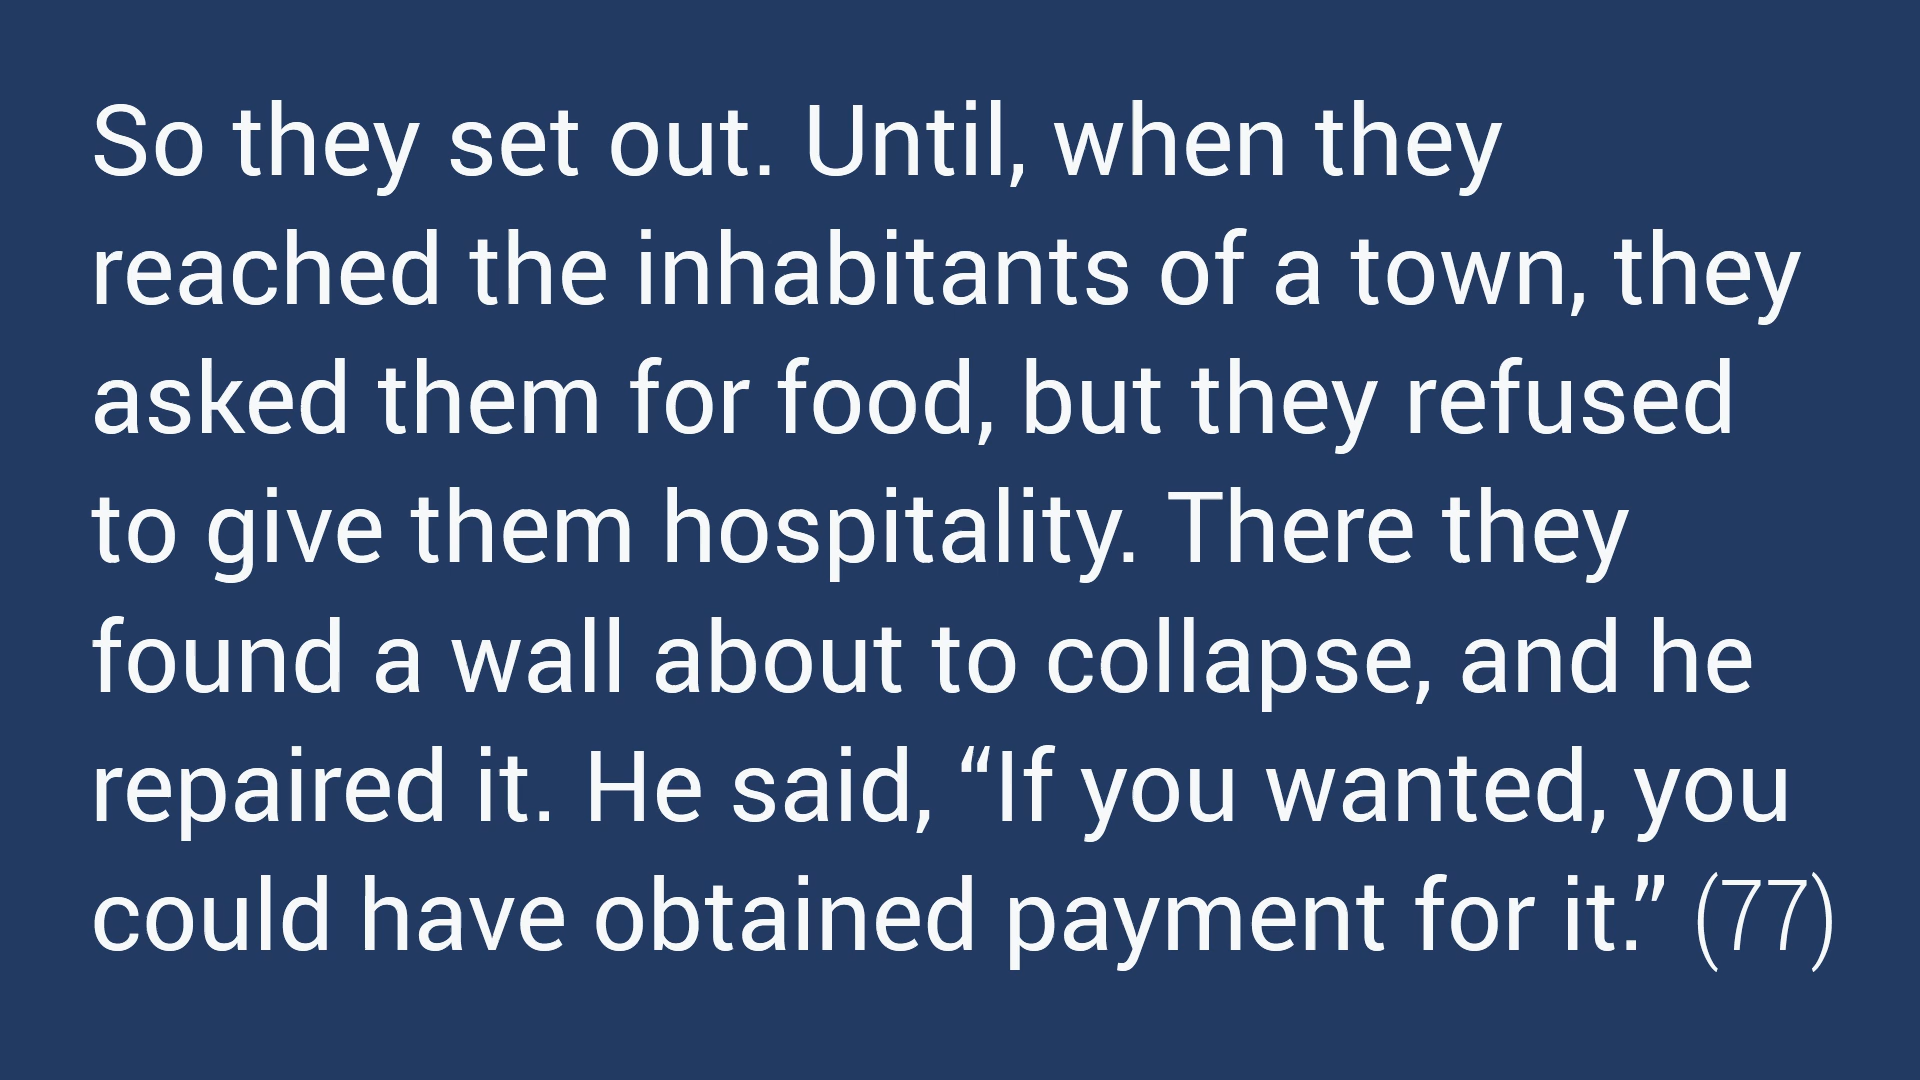 So they set out. Until, when they
reached the inhabitants of a town, they
asked them for food, but they refused
to give them hospitality. There they
found a wall about to collapse, and he
repaired it. He said, “If you wanted, you
could have obtained payment for it.” (77)